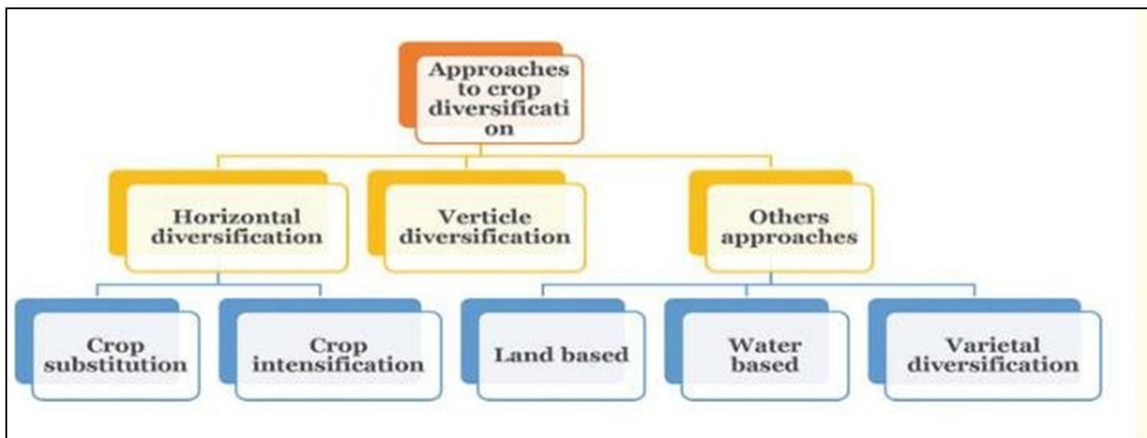 Approaches
to crop
diversificati
on
Horizontal
diversification
Verticle
diversification
Others
approaches
Crop
substitution
Crop
intensification
Land based
Water
based
Varietal
diversification